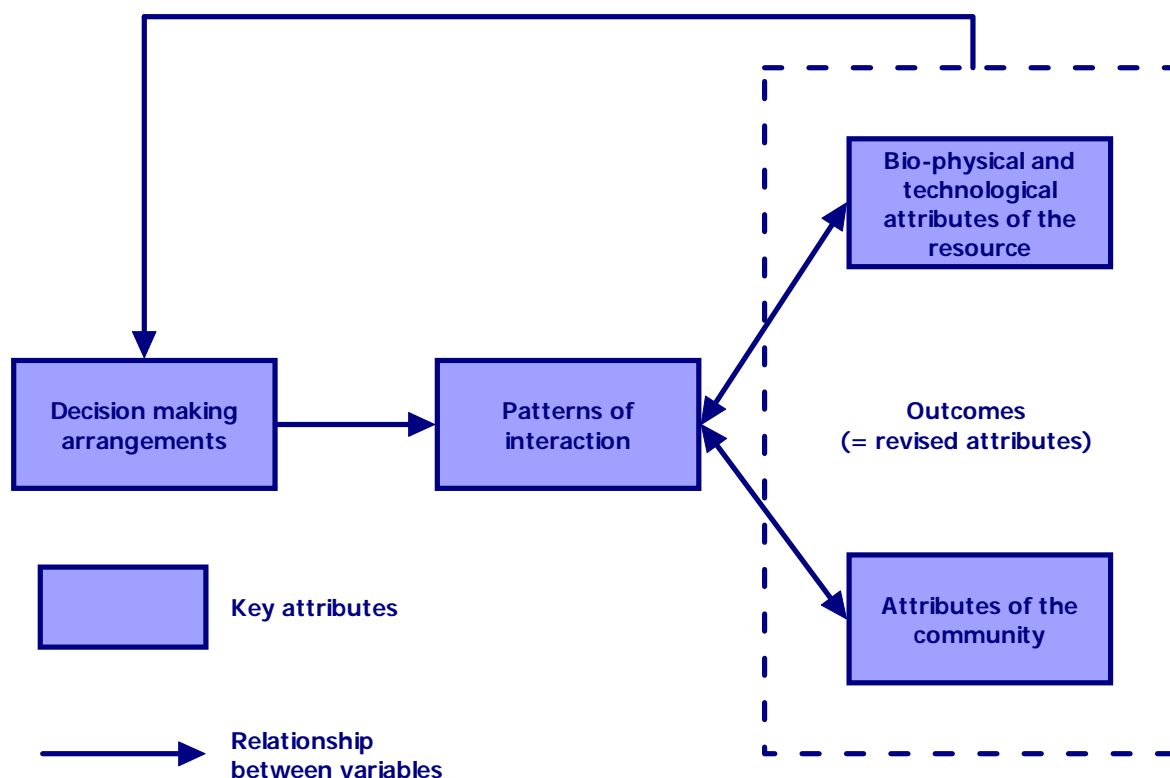 Bio-physical and
technological
attributes of the
resource
Decision making
arrangements
Patterns of
interaction
Outcomes
(= revised attributes)
Attributes of the
community
Key attributes
Relationship
between variables